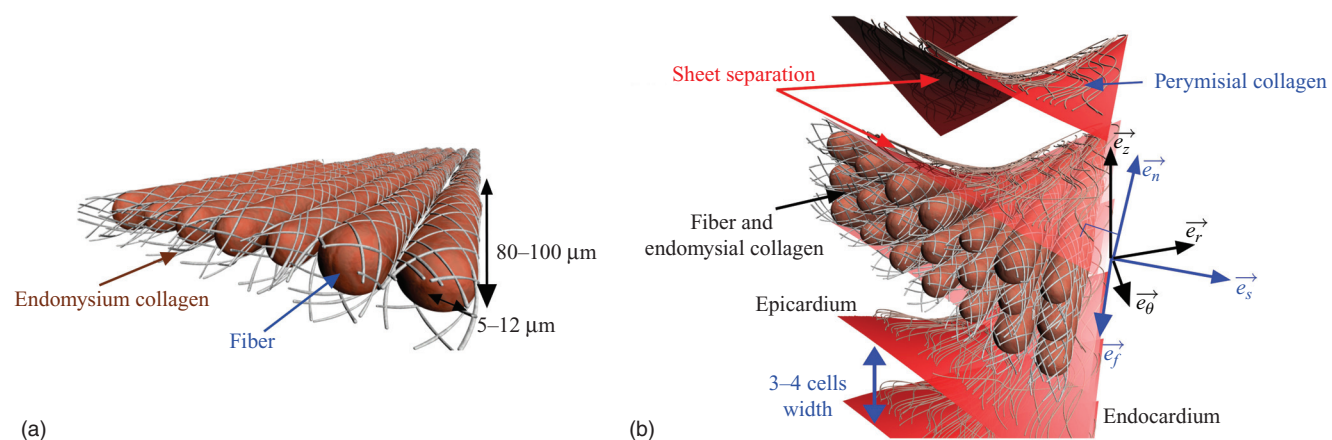 Endomysium collagen
Fiber
80–100 μm
5–12 μm
(a)
Sheet separation
Perymisial collagen
Fiber and
endomysial collagen
Epicardium
3–4 cells
width
Endocardium
e_z
e_n
e_r
e_s
e_θ
e_f
(b)